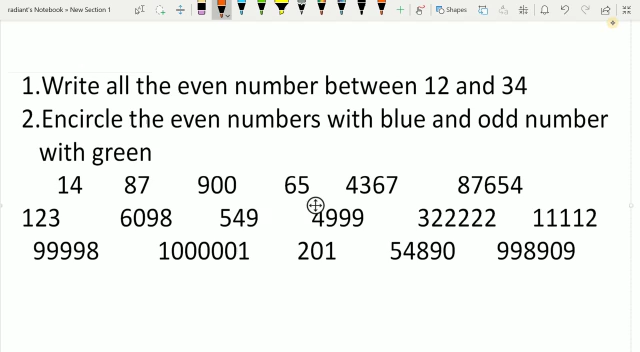 radiant's Notebook » New Section 1
Shapes
1.Write all the even number between 12 and 34
2.Encircle the even numbers with blue and odd number
with green
14 87 900 65 4367 87654
123 6098 549 4999 322222 11112
99998 1000001 201 54890 998909